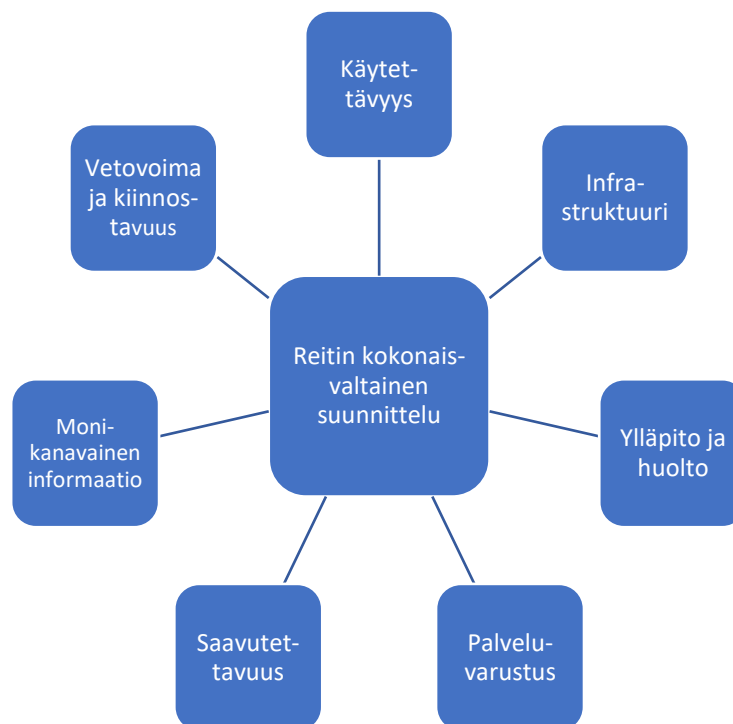 Käytet-
tävyys
Vetovoima
ja kiinnos-
tavuus
Infra-
struktuuri
Reitin kokonais-
valtainen
suunnittelu
Moni-
kanavainen
informaatio
Ylläpito ja
huolto
Saavutet-
tavuus
Palvelu-
varustus